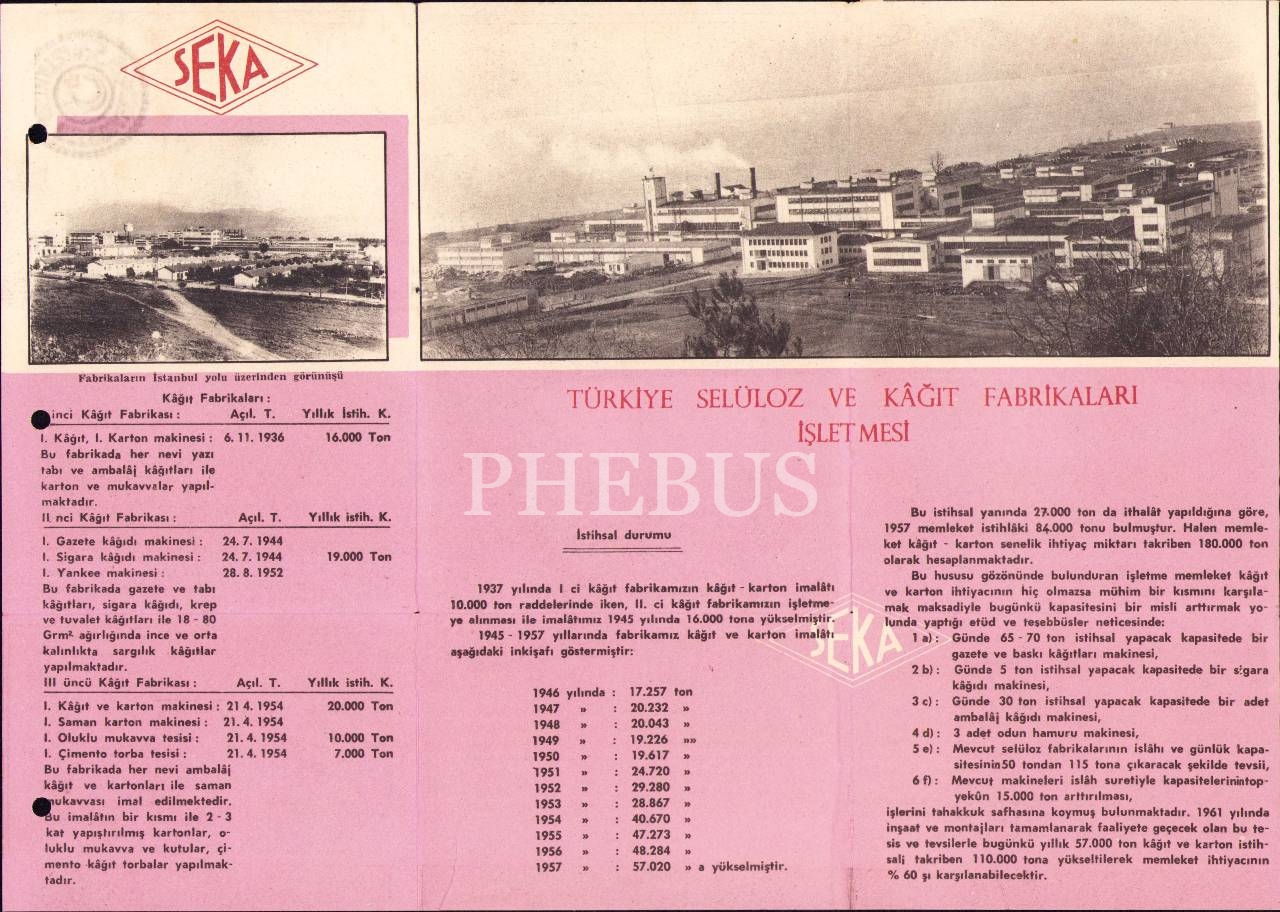 SEKA
Fabrikaların İstanbul yolu üzerinden görünüşü
Kâğıt Fabrikaları :
inci Kâğıt Fabrikası : Açıl. T. Yıllık İstih. K.
I. Kâğıt, I. Karton makinesi : 6. 11. 1936 16.000 Ton
Bu fabrikada her nevi yazı
tabı ve ambalâj kâğıtları ile
karton ve mukavvalar yapıl-
maktadır.
II nci Kâğıt Fabrikası : Açıl. T. Yıllık istih. K.
I. Gazete kâğıdı makinesi : 24. 7. 1944
I. Sigara kâğıdı makinesi : 24. 7. 1944 19.000 Ton
I. Yankee makinesi : 28. 8. 1952
Bu fabrikada gazete ve tabı
kâğıtları, sigara kâğıdı, krep
ve tuvalet kâğıtları ile 18 - 80
Grm² ağırlığında ince ve orta
kalınlıkta sargılık kâğıtlar
yapılmaktadır.
III üncü Kâğıt Fabrikası : Açıl. T. Yıllık istih. K.
I. Kâğıt ve karton makinesi : 21 4. 1954 20.000 Ton
I. Saman karton makinesi : 21. 4. 1954
I. Oluklu mukavva tesisi : 21. 4. 1954 10.000 Ton
I. Çimento torba tesisi : 21. 4. 1954 7.000 Ton
Bu fabrikada her nevi ambalâj
kâğıt ve kartonları ile saman
mukavvası imal edilmektedir.
Bu imalâtın bir kısmı ile 2 - 3
kat yapıştırılmış kartonlar, o-
luklu mukavva ve kutular, çi-
mento kâğıt torbalar yapılmak-
tadır.
TÜRKİYE SELÜLOZ VE KÂĞIT FABRİKALARI
İŞLETMESİ
PHEBUS
İstihsal durumu
1937 yılında I ci kâğıt fabrikamızın kâğıt - karton imalâtı
10.000 ton raddelerinde iken, II. ci kâğıt fabrikamızın işletme-
ye alınması ile imalâtımız 1945 yılında 16.000 tona yükselmiştir.
1945 - 1957 yıllarında fabrikamız kâğıt ve karton imalâtı
aşağıdaki inkişafı göstermiştir:
1946 yılında : 17.257 ton
1947 » : 20.232 »
1948 » : 20.043 »
1949 » : 19.226 »»
1950 » : 19.617 »
1951 » : 24.720 »
1952 » : 29.280 »
1953 » : 28.867 »
1954 » : 40.670 »
1955 » : 47.273 »
1956 » : 48.284 »
1957 » : 57.020 » a yükselmiştir.
SEKA
Bu istihsal yanında 27.000 ton da ithalât yapıldığına göre,
1957 memleket istihlâki 84.000 tonu bulmuştur. Halen memle-
ket kâğıt - karton senelik ihtiyaç miktarı takriben 180.000 ton
olarak hesaplanmaktadır.
Bu hususu gözönünde bulunduran işletme memleket kâğıt
ve karton ihtiyacının hiç olmazsa mühim bir kısmını karşıla-
mak maksadiyle bugünkü kapasitesini bir misli arttırmak yo-
lunda yaptığı etüd ve teşebbüsler neticesinde:
1 a) : Günde 65 - 70 ton istihsal yapacak kapasitede bir
gazete ve baskı kâğıtları makinesi,
2 b) : Günde 5 ton istihsal yapacak kapasitede bir sigara
kâğıdı makinesi,
3 c) : Günde 30 ton istihsal yapacak kapasitede bir adet
ambalâj kâğıdı makinesi,
4 d) : 3 adet odun hamuru makinesi,
5 e) : Mevcut selüloz fabrikalarının islâhı ve günlük kapa-
sitesinin50 tondan 115 tona çıkaracak şekilde tevsii,
6 f) : Mevcut makineleri islâh suretiyle kapasitelerinintop-
yekûn 15.000 ton arttırılması,
işlerini tahakkuk safhasına koymuş bulunmaktadır. 1961 yılında
inşaat ve montajları tamamlanarak faaliyete geçecek olan bu te-
sis ve tevsilerle bugünkü yıllık 57.000 ton kâğıt ve karton istih-
sali takriben 110.000 tona yükseltilerek memleket ihtiyacının
% 60 şı karşılanabilecektir.